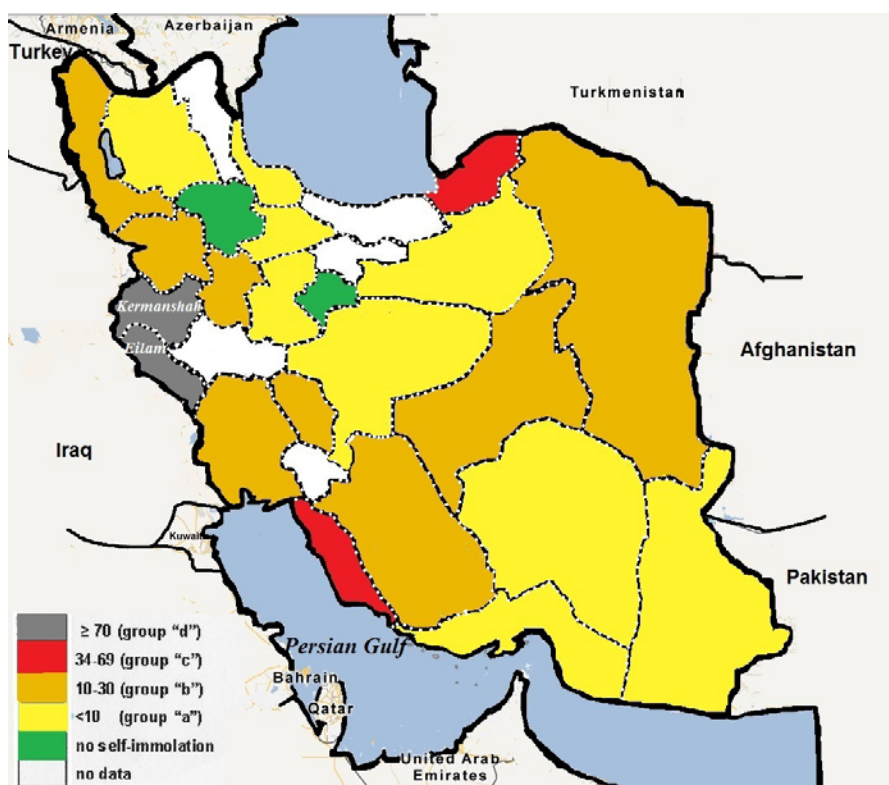 Armenia
Azerbaijan
Turkey
Turkmenistan
Kermanshah
Eilam
Afghanistan
Iraq
Kuwait
Pakistan
Persian Gulf
Bahrain
Qatar
United Arab
Emirates
≥ 70 (group "d")
34-69 (group "c")
10-30 (group "b")
<10 (group "a")
no self-immolation
no data